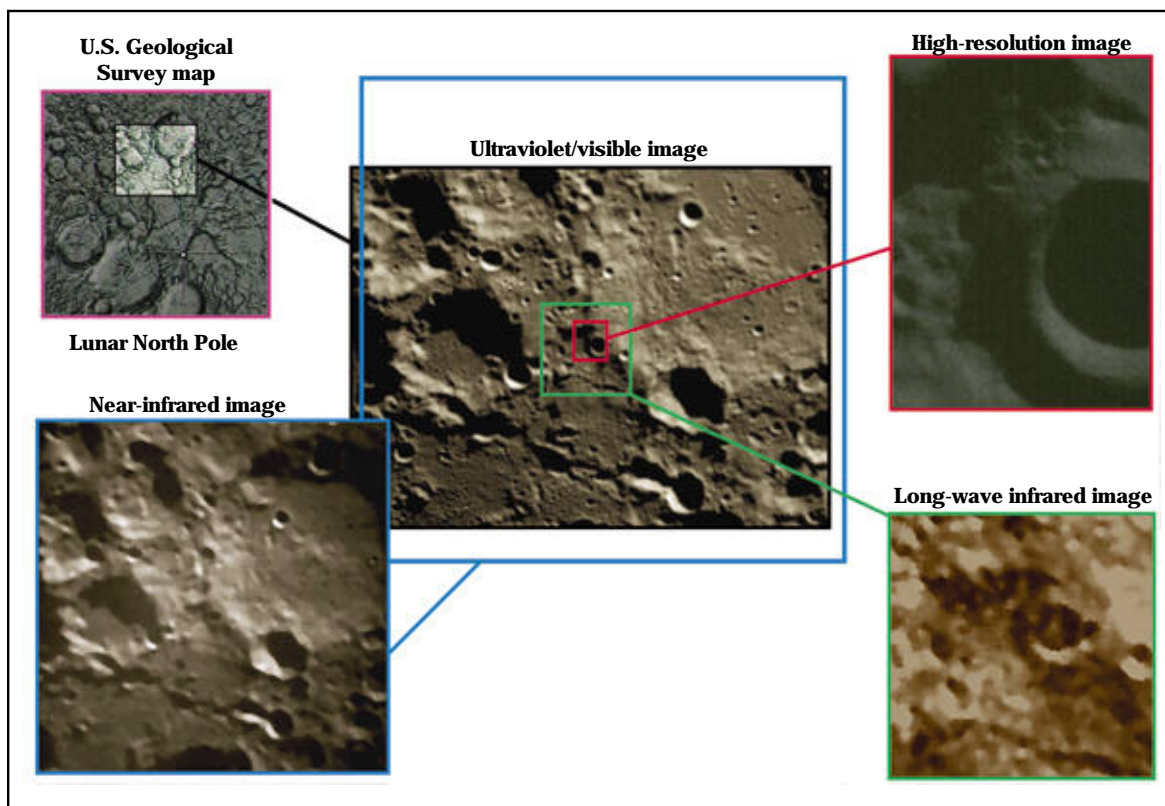 U.S. Geological
Survey map
Lunar North Pole
Ultraviolet/visible image
High-resolution image
Near-infrared image
Long-wave infrared image